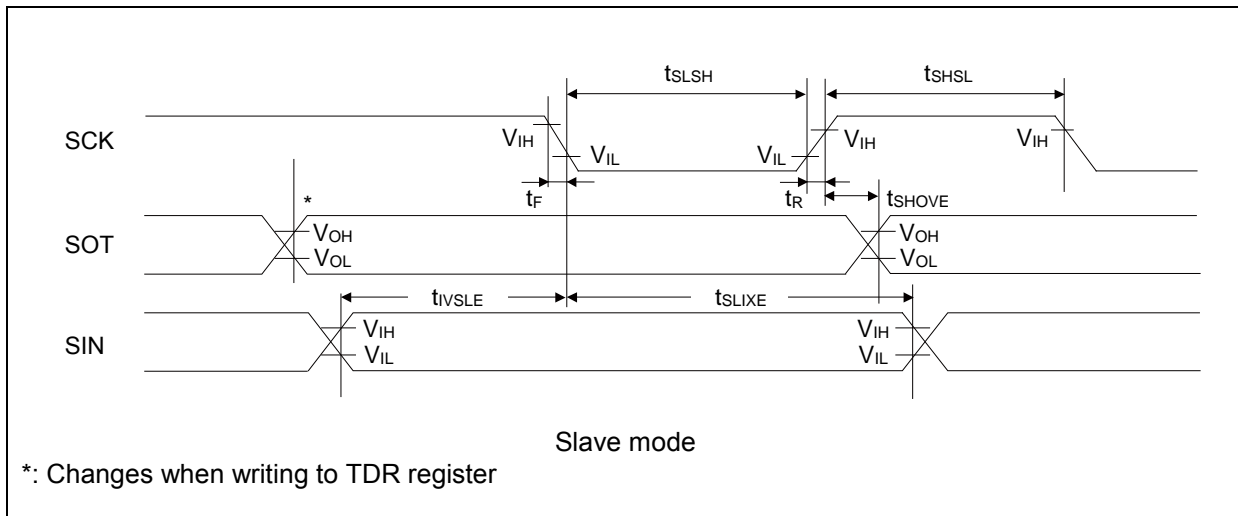 tSLSH tSHSL
SCK VIH VIL VIL VIH VIH
tF tR tSHOVE
*
SOT VOH VOH
VOL VOL
tIVSLE tSLIXE
SIN VIH VIH
VIL VIL
Slave mode
*: Changes when writing to TDR register